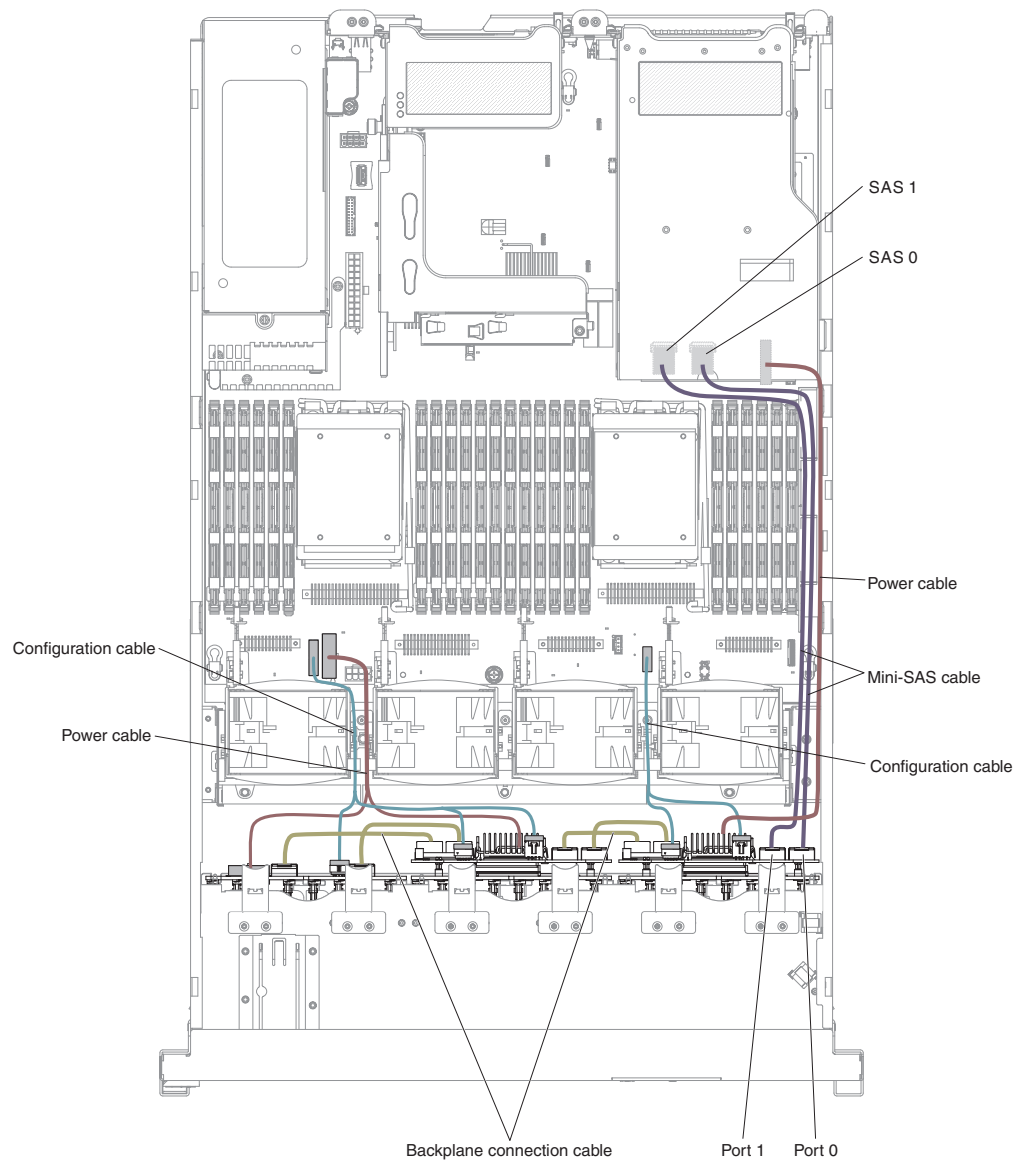 SAS 1
SAS 0
Power cable
Configuration cable
Mini-SAS cable
Power cable
Configuration cable
Backplane connection cable
Port 1
Port 0